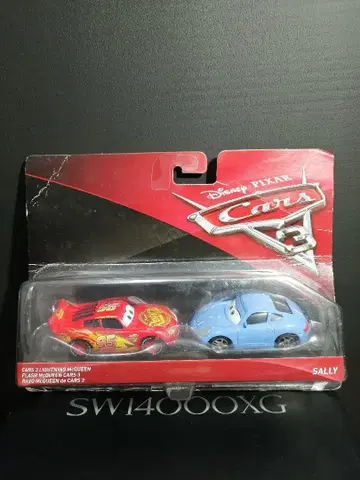 Disney PIXAR
Cars
3
95
CARS 3 LIGHTNING McQUEEN
FLASH McQUEEN CARS 3
RAYO McQUEEN de CARS 3
SALLY
SW14000XG